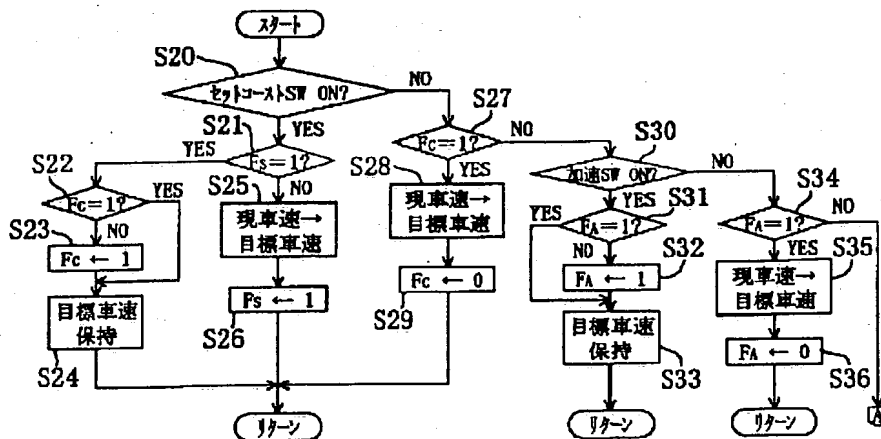 スタート
S20
セットコーストSW ON?
NO
YES
S21
FS=1?
YES
NO
S22
FC=1?
YES
NO
S23
FC ← 1
目標車速
保持
S24
S25
現車速→
目標車速
FS ← 1
S26
リターン
S27
FC=1?
NO
YES
S28
現車速→
目標車速
FC ← 0
S29
S30
加速SW ON?
NO
YES
S31
FA=1?
YES
NO
S32
FA ← 1
目標車速
保持
S33
リターン
S34
FA=1?
NO
YES
S35
現車速→
目標車速
FA ← 0
S36
リターン
A